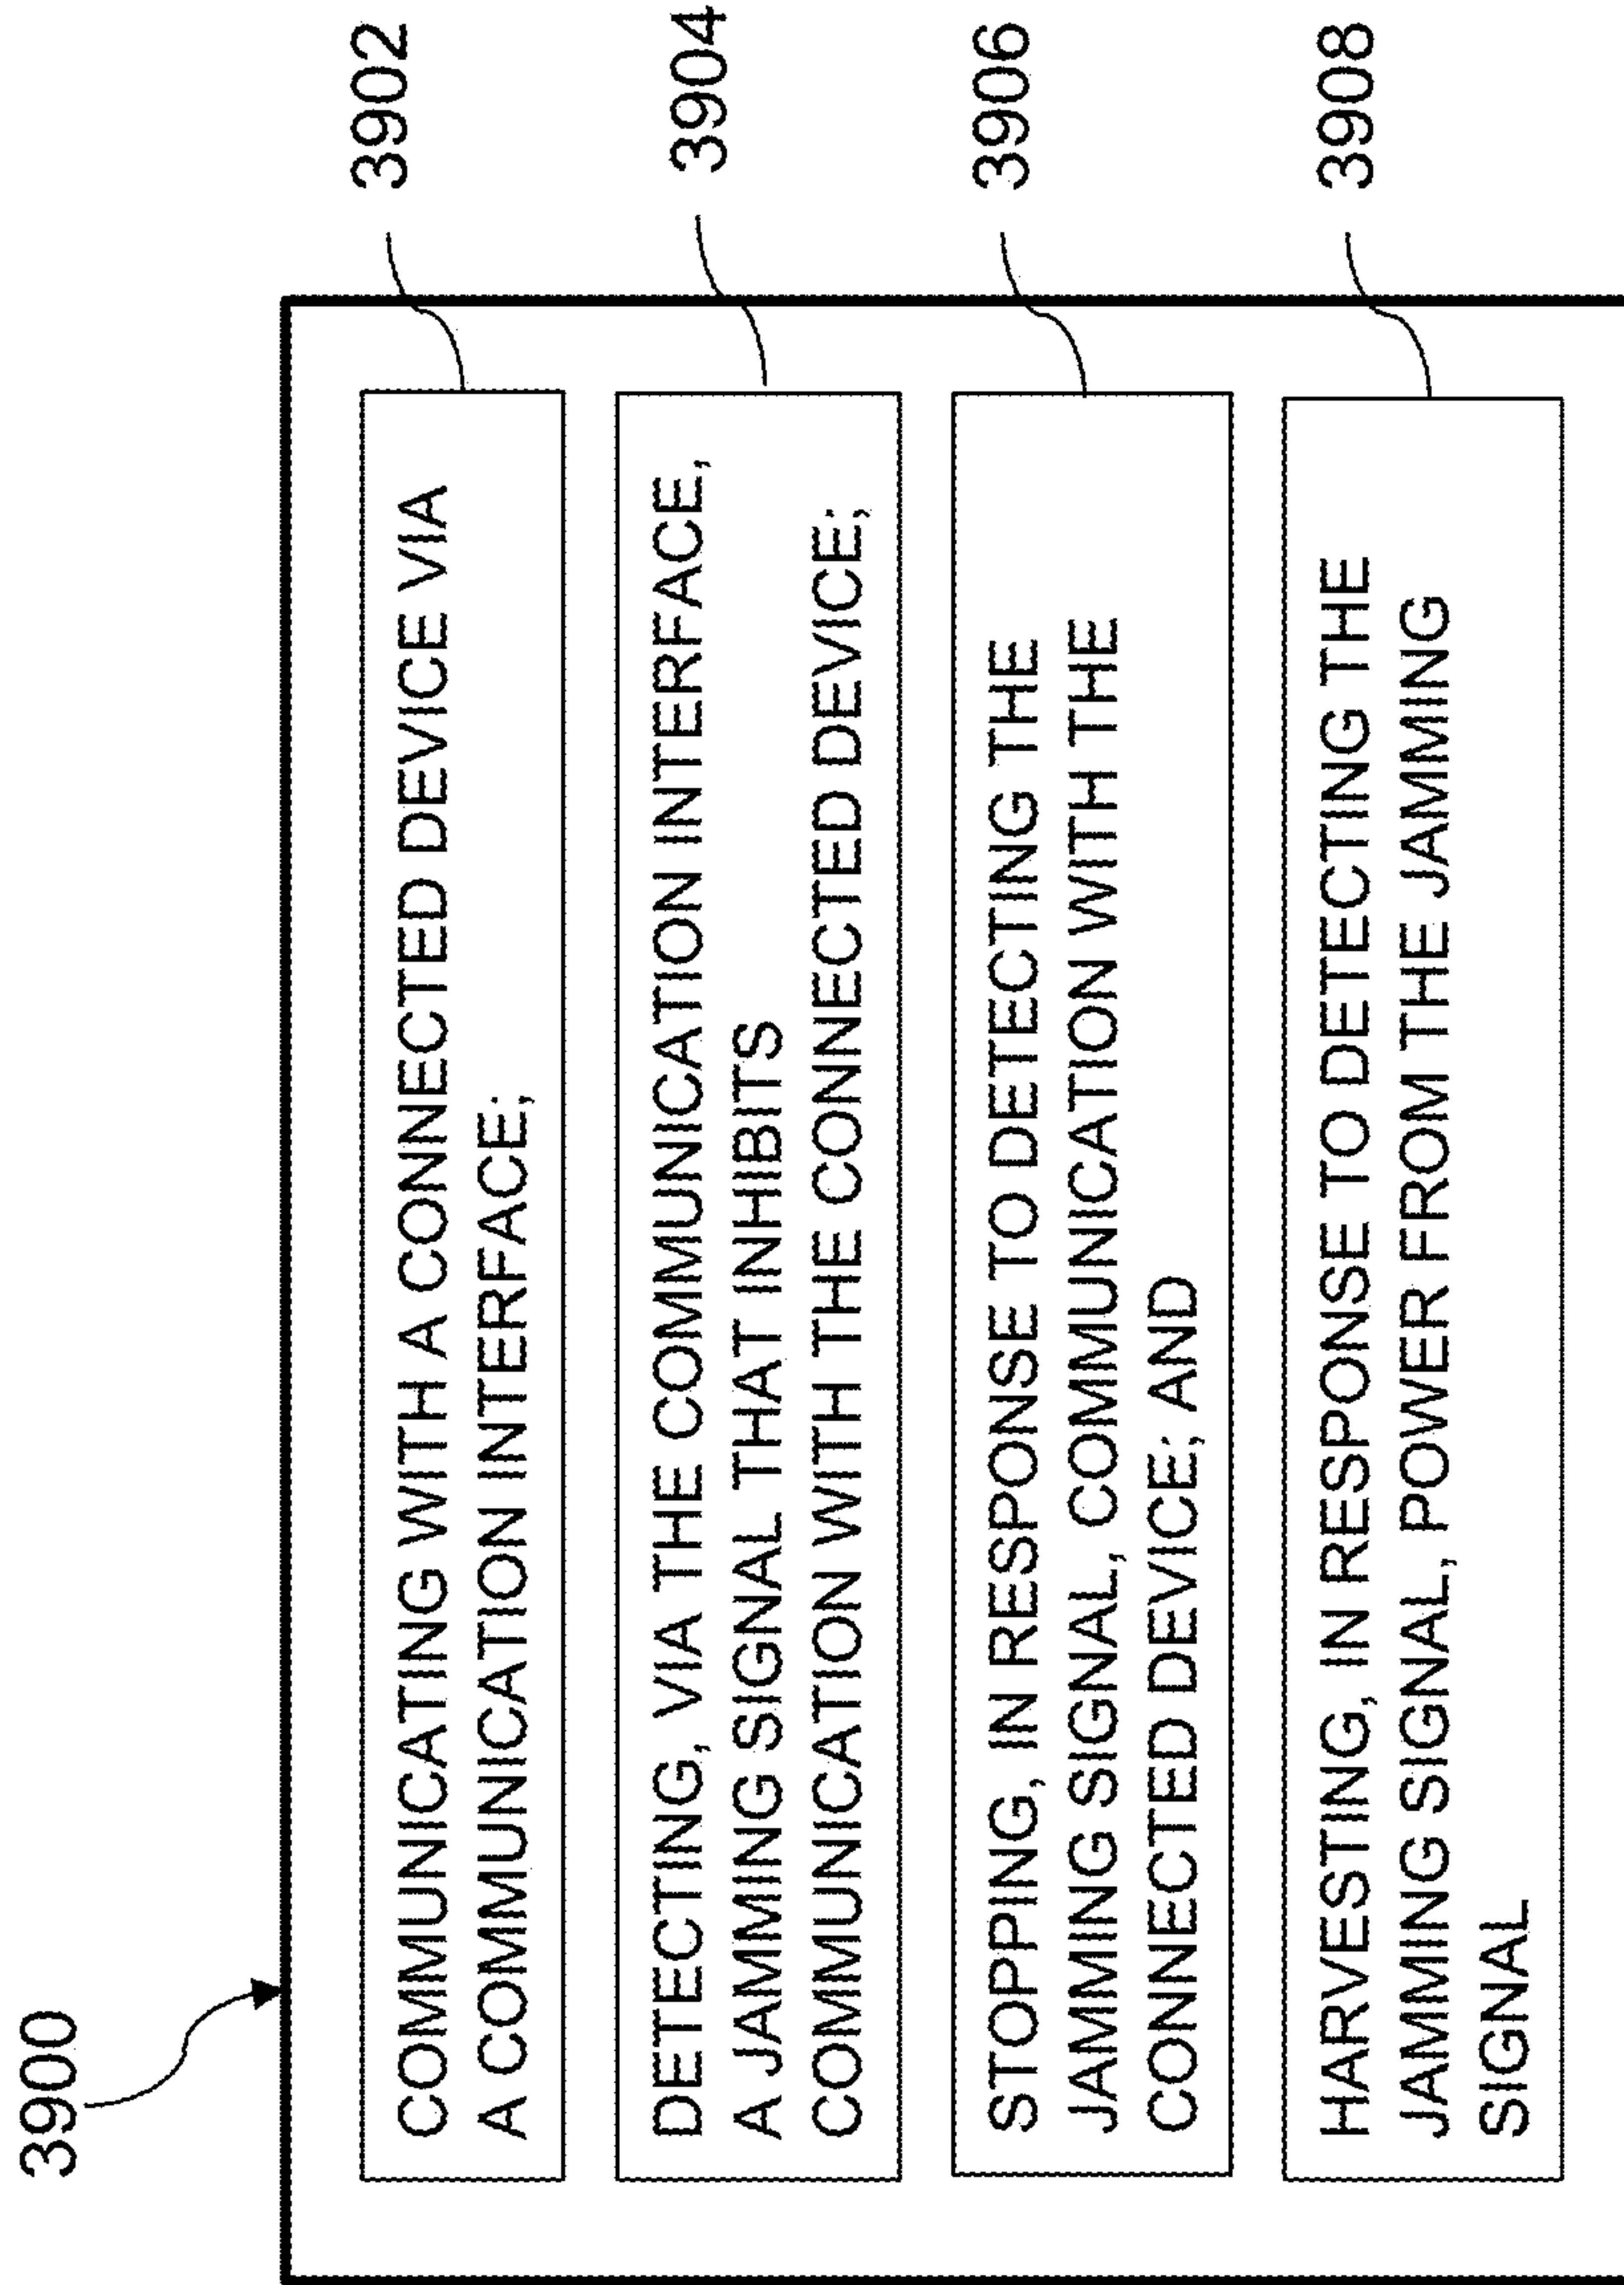 3900
COMMUNICATING WITH A CONNECTED DEVICE VIA
A COMMUNICATION INTERFACE;
3902
DETECTING, VIA THE COMMUNICATION INTERFACE,
A JAMMING SIGNAL THAT INHIBITS
COMMUNICATION WITH THE CONNECTED DEVICE;
3904
STOPPING, IN RESPONSE TO DETECTING THE
JAMMING SIGNAL, COMMUNICATION WITH THE
CONNECTED DEVICE; AND
3906
HARVESTING, IN RESPONSE TO DETECTING THE
JAMMING SIGNAL, POWER FROM THE JAMMING
SIGNAL
3908